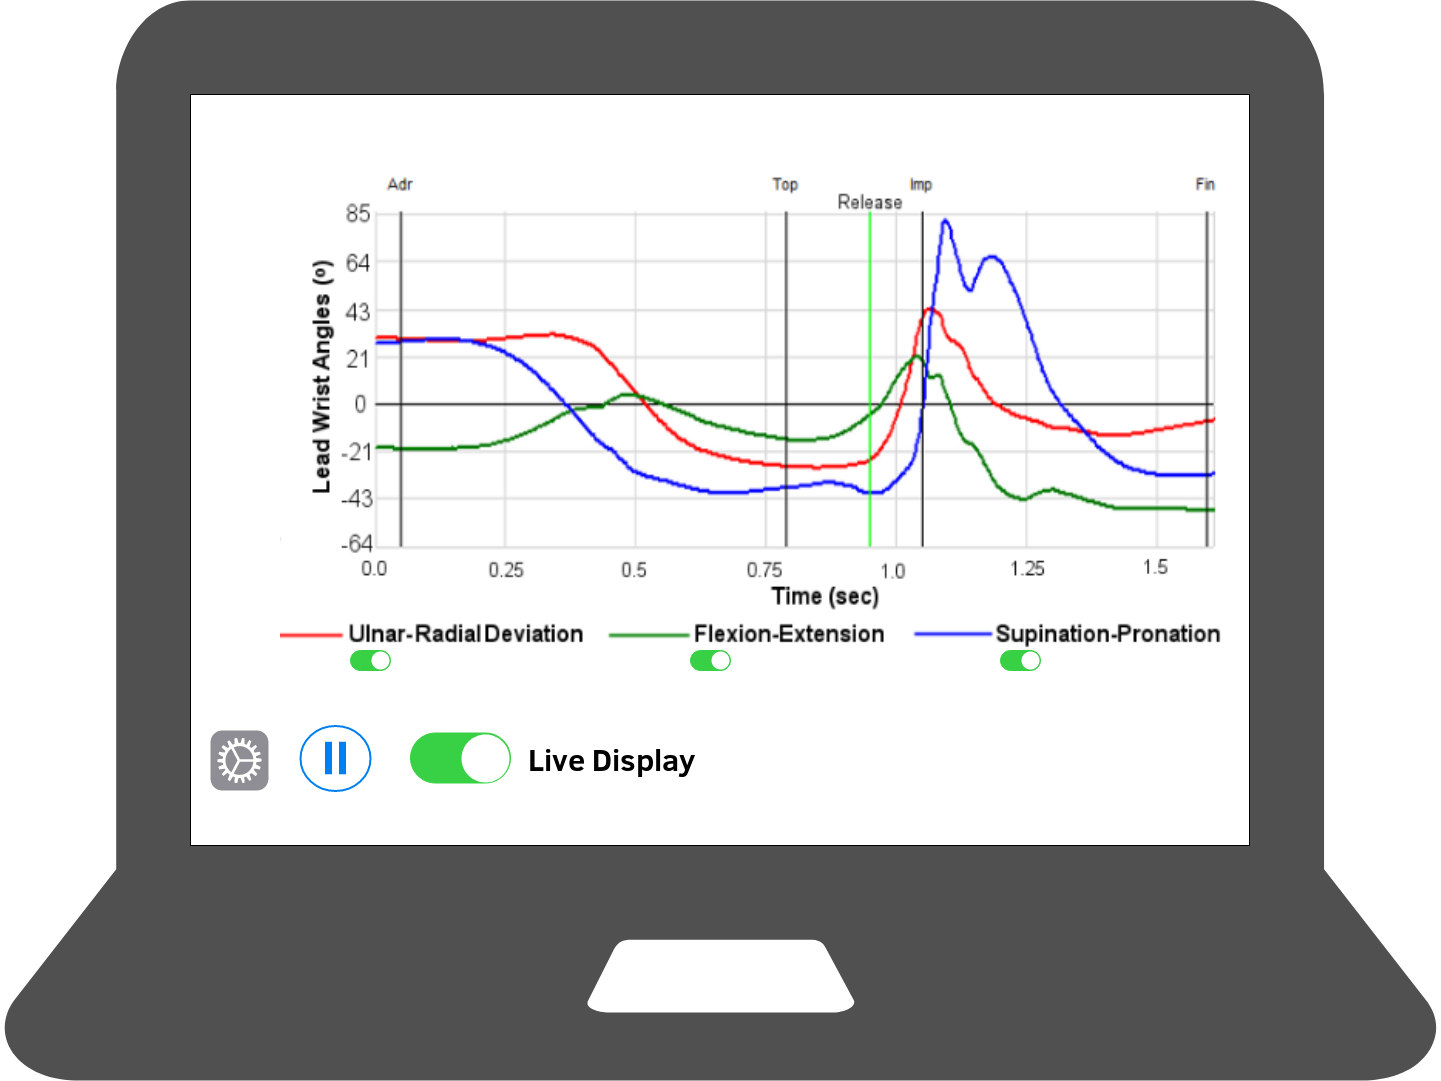 Adr Top Imp Fin
Release
85
64
43
21
0
-21
-43
-64
Lead Wrist Angles (º)
0.0 0.25 0.5 0.75 1.0 1.25 1.5
Time (sec)
Ulnar-Radial Deviation Flexion-Extension Supination-Pronation
Live Display